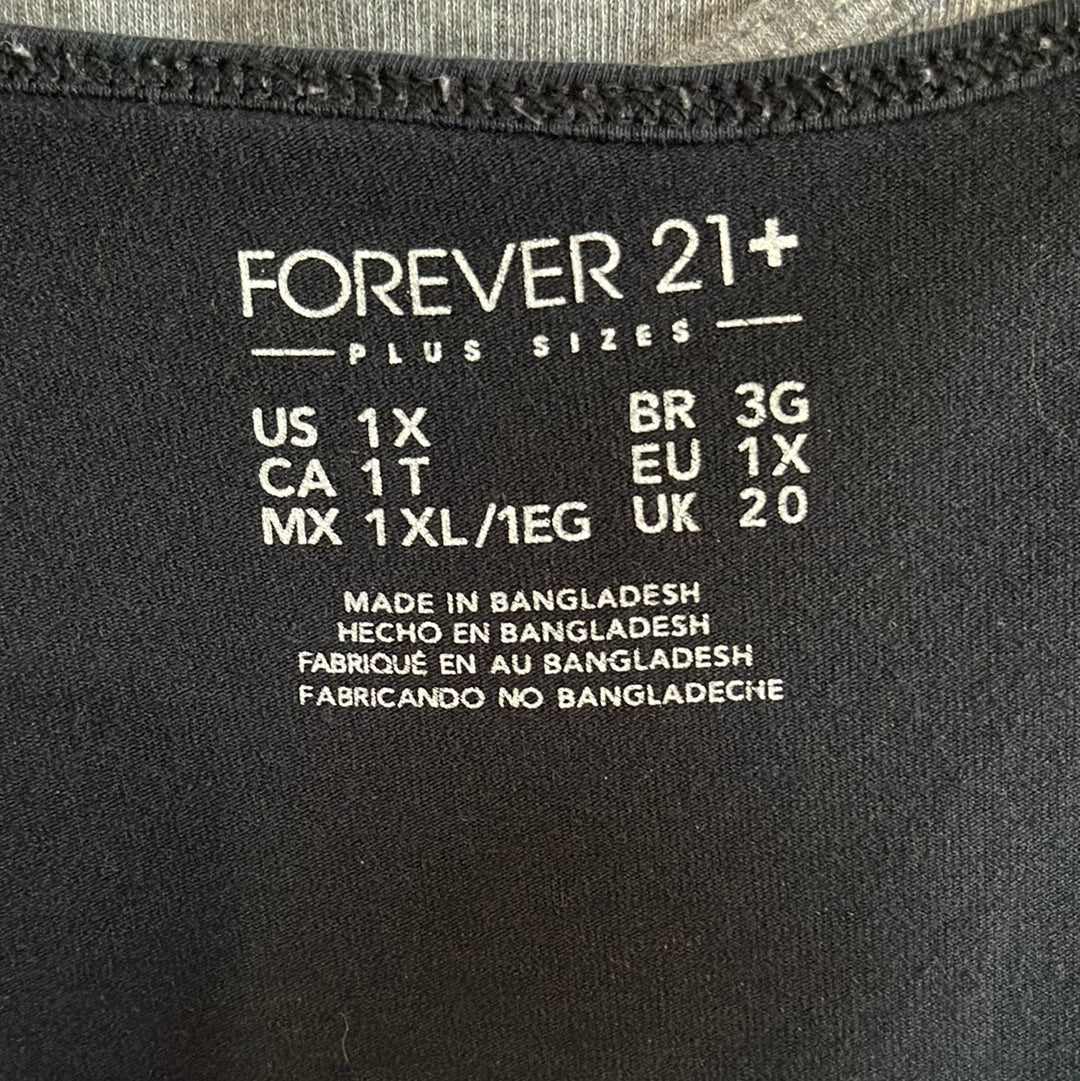 FOREVER 21+
PLUS SIZES
US 1X BR 3G
CA 1T EU 1X
MX 1XL/1EG UK 20
MADE IN BANGLADESH
HECHO EN BANGLADESH
FABRIQUÉ EN AU BANGLADESH
FABRICANDO NO BANGLADECHE